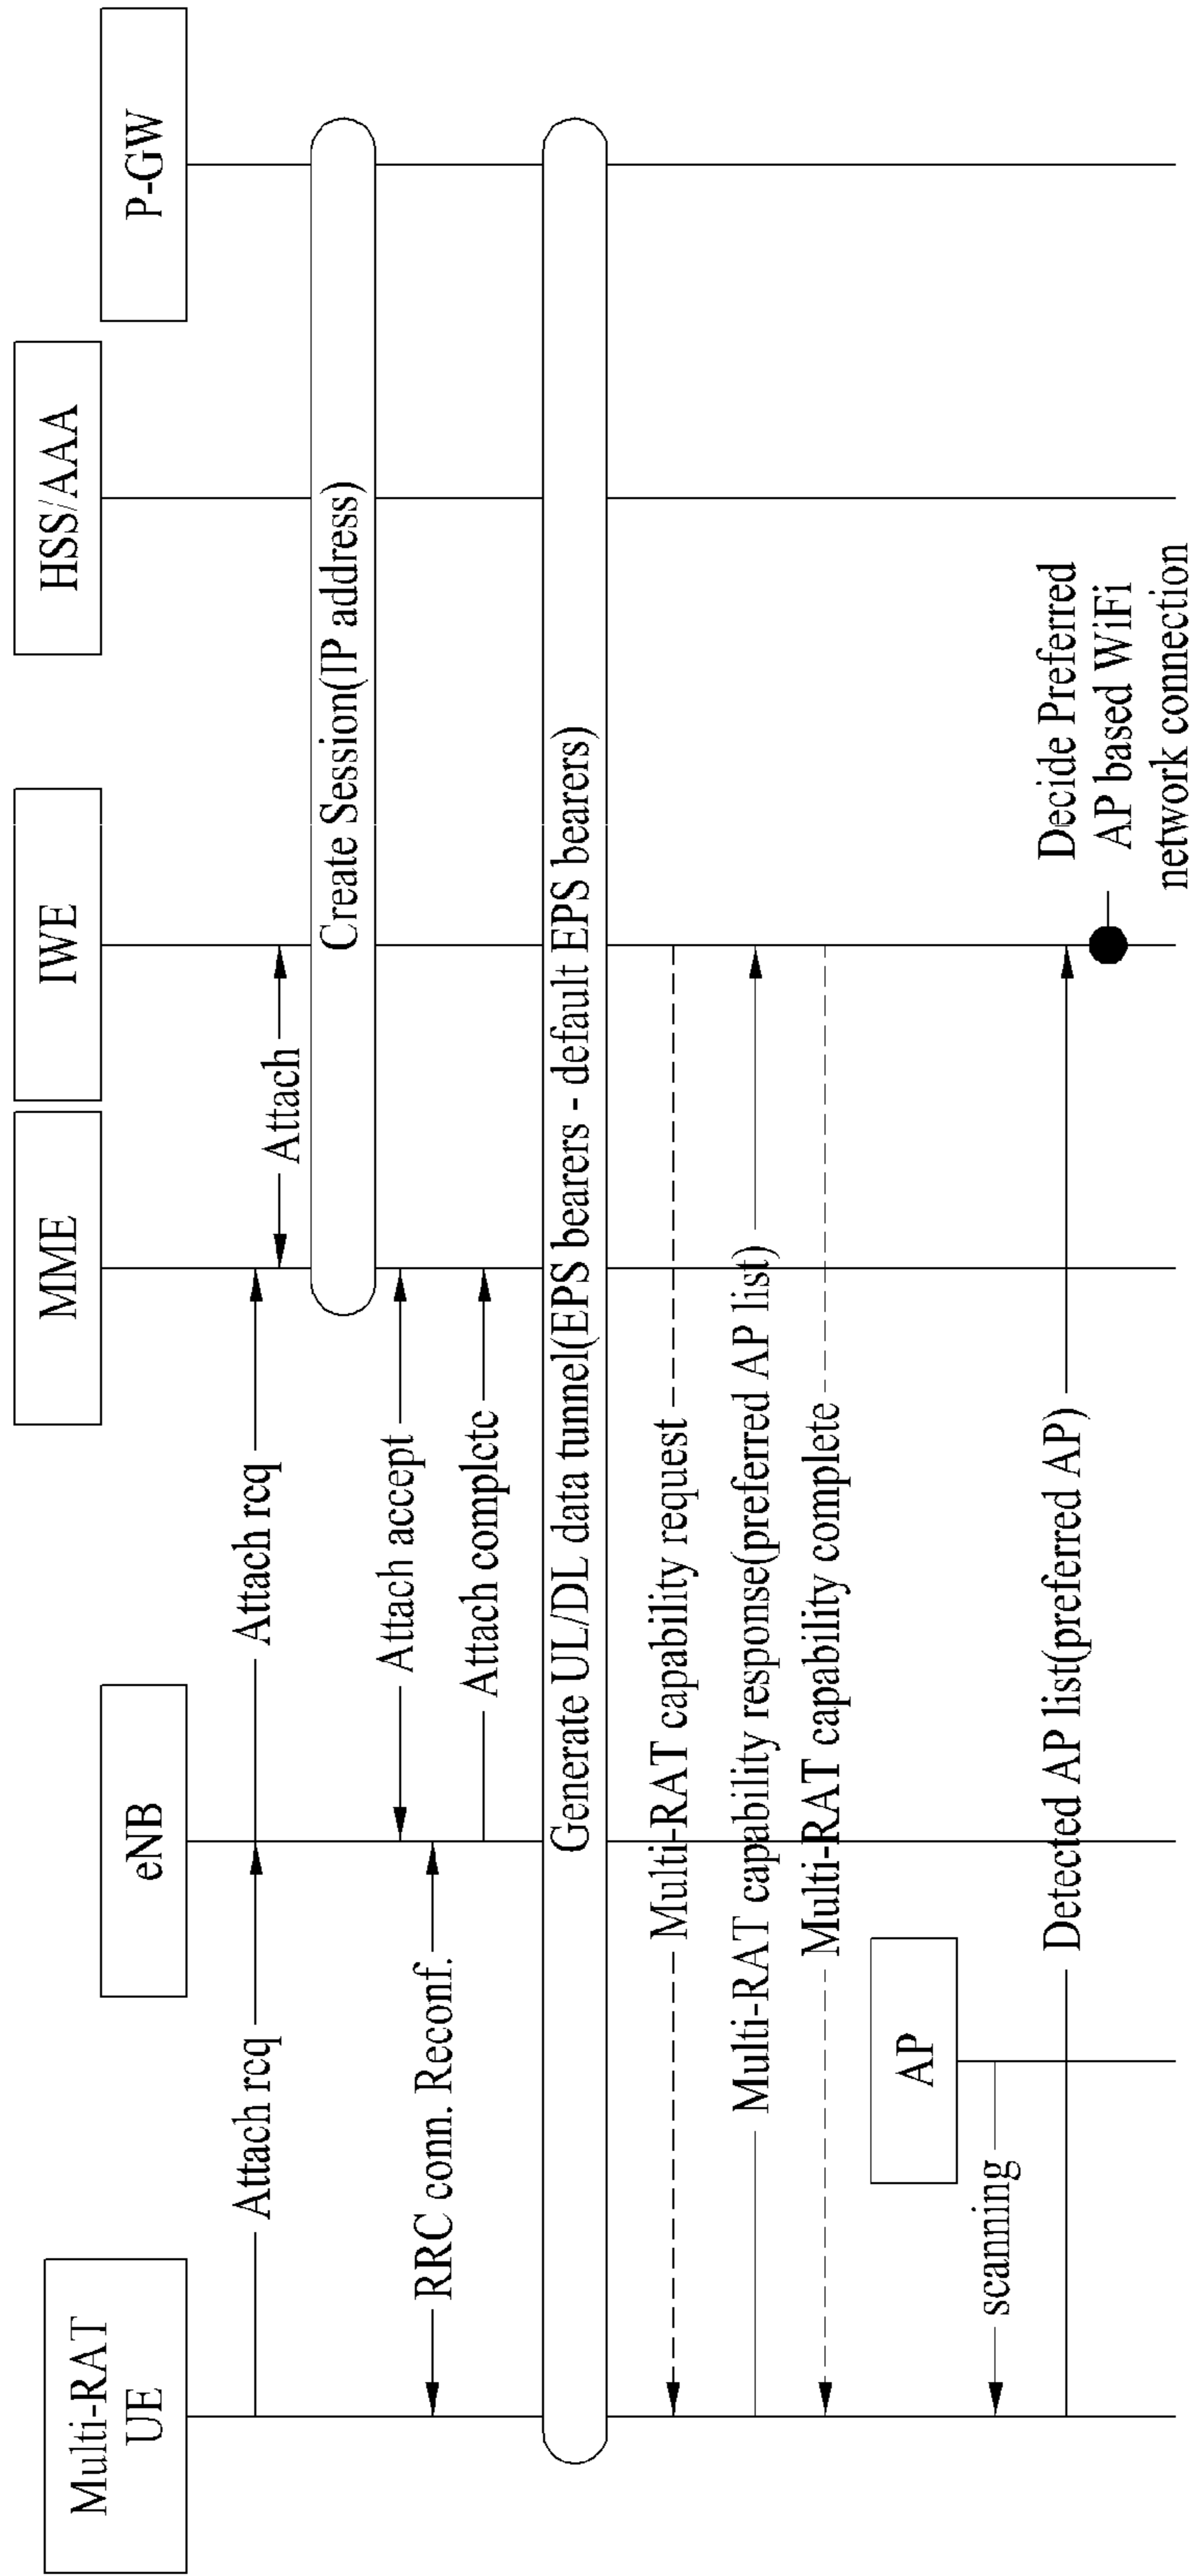 Multi-RAT
UE
eNB
MME
IWE
HSS/AAA
P-GW
Attach rcq
Attach rcq
Attach
Create Session(IP address)
Attach accept
RRC conn. Reconf.
Attach complctc
Generate UL/DL data tunnel(EPS bearers - default EPS bearers)
Multi-RAT capability request
Multi-RAT capability response(preferred AP list)
Multi-RAT capability complete
AP
scanning
Detected AP list(preferred AP)
Decide Preferred
AP based WiFi
network connection